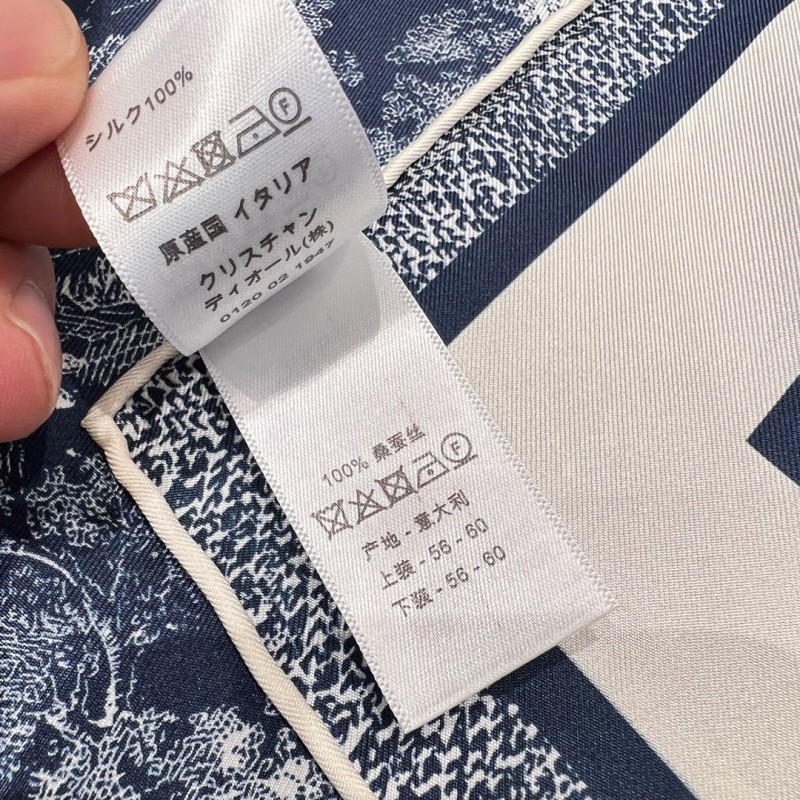 シルク100%
F
原産国 イタリア
クリスチャン
ディオール(株)
0120 02 1947
100% 桑蚕丝
F
产地 - 意大利
上装 - 56 - 60
下装 - 56 - 60